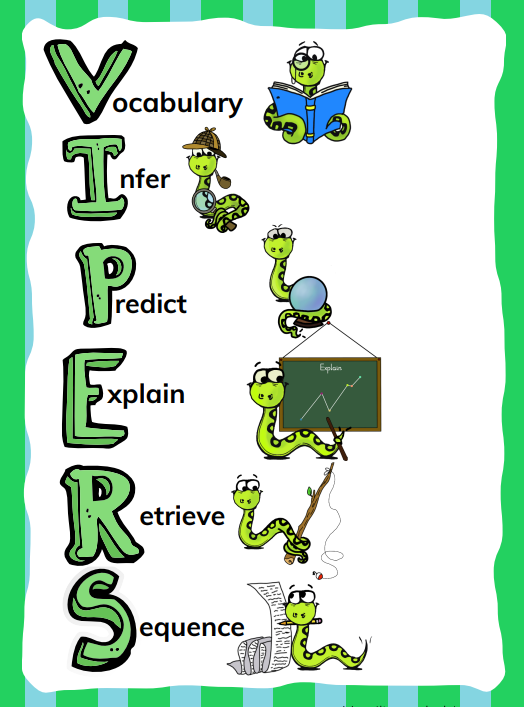 Vocabulary
Infer
Predict
Explain
Explain
Retrieve
Sequence